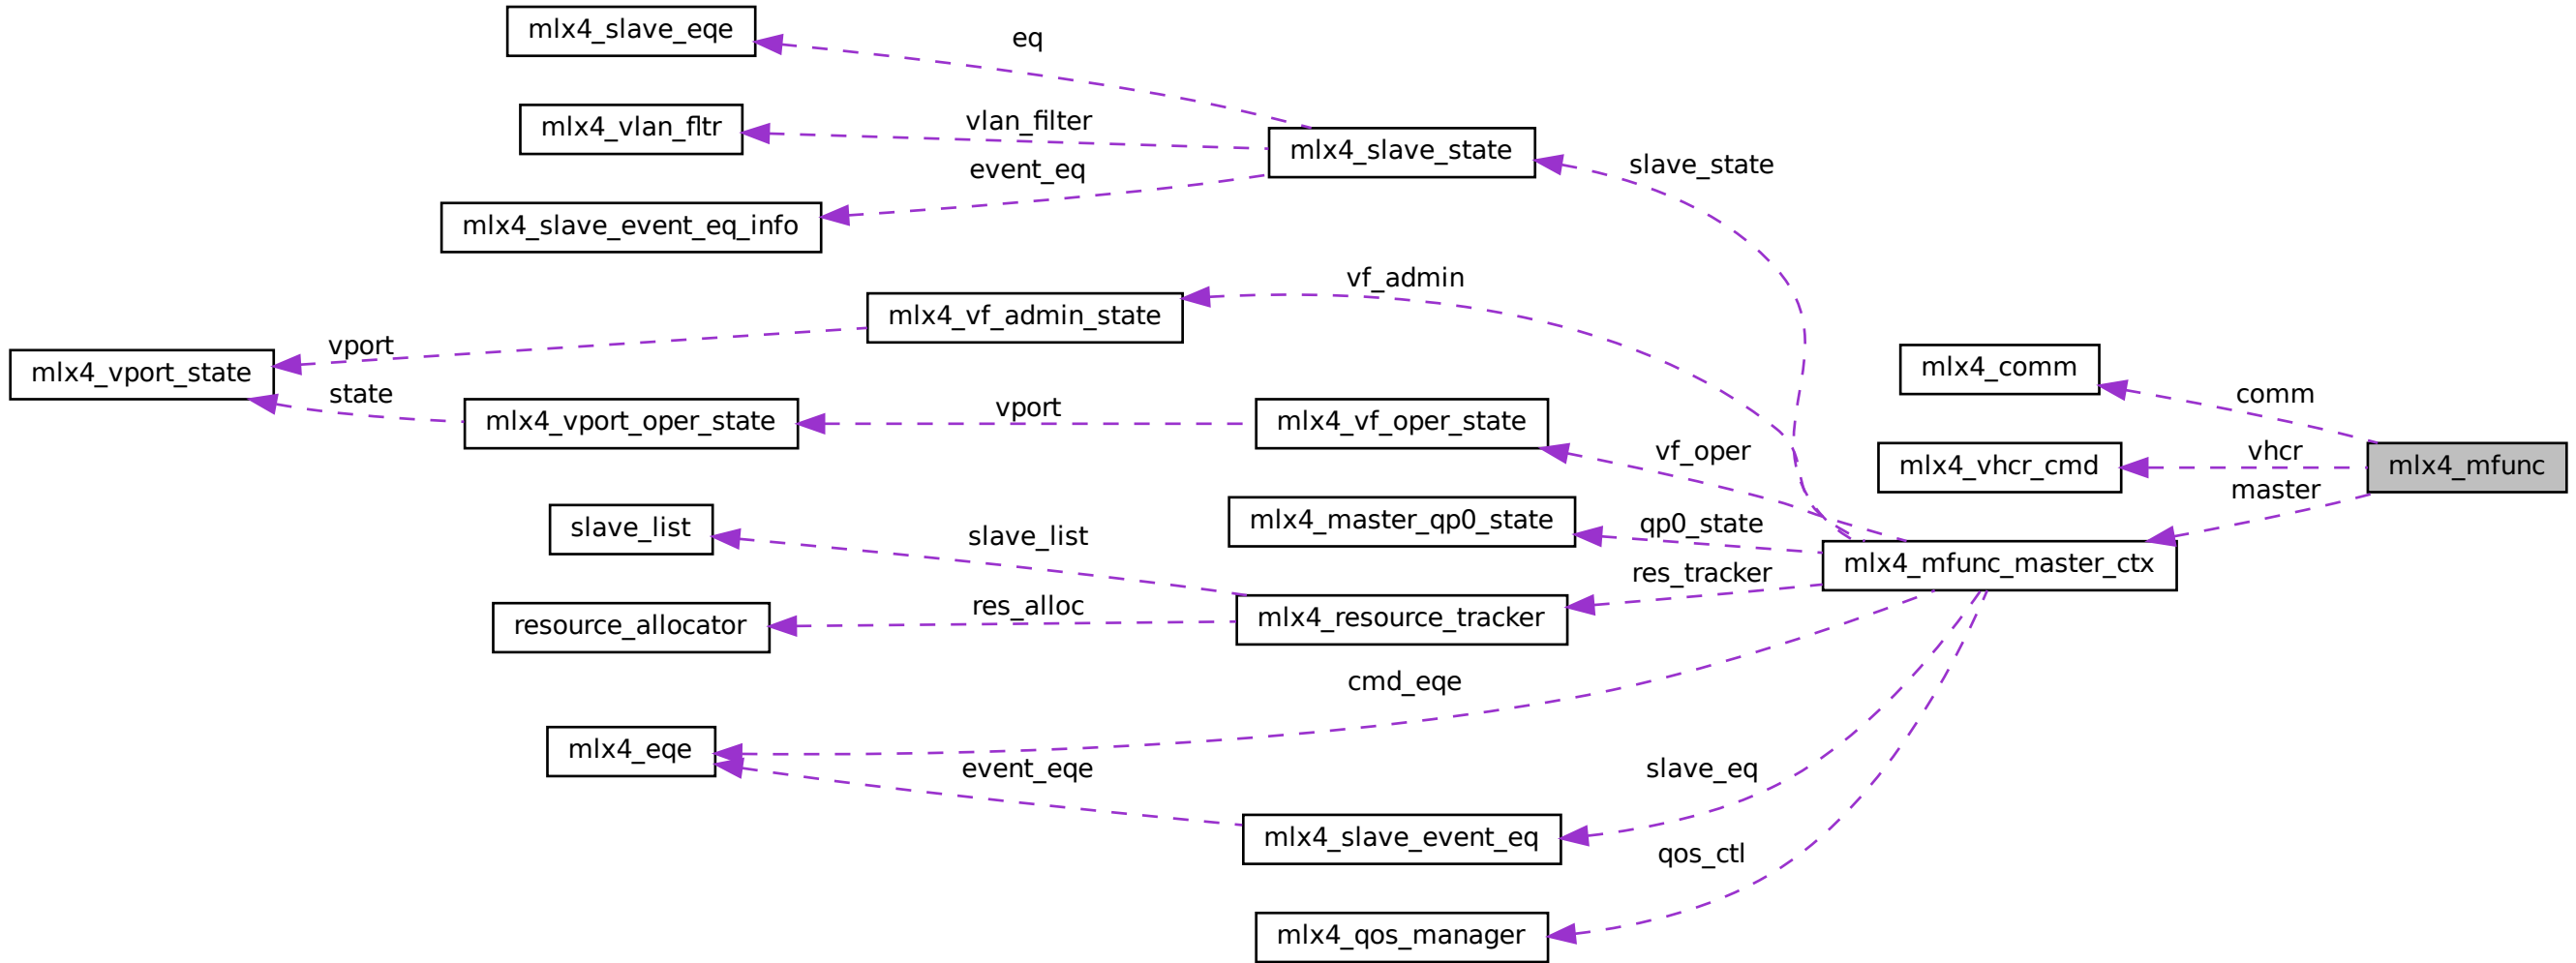 mlx4_slave_eqe
eq
mlx4_vlan_fltr
vlan_filter
mlx4_slave_state
slave_state
event_eq
mlx4_slave_event_eq_info
vf_admin
mlx4_vf_admin_state
vport
mlx4_vport_state
state
mlx4_vport_oper_state
vport
mlx4_vf_oper_state
vf_oper
mlx4_comm
comm
mlx4_vhcr_cmd
vhcr
mlx4_mfunc
master
mlx4_master_qp0_state
qp0_state
slave_list
slave_list
mlx4_mfunc_master_ctx
res_tracker
resource_allocator
res_alloc
mlx4_resource_tracker
cmd_eqe
mlx4_eqe
event_eqe
slave_eq
mlx4_slave_event_eq
qos_ctl
mlx4_qos_manager